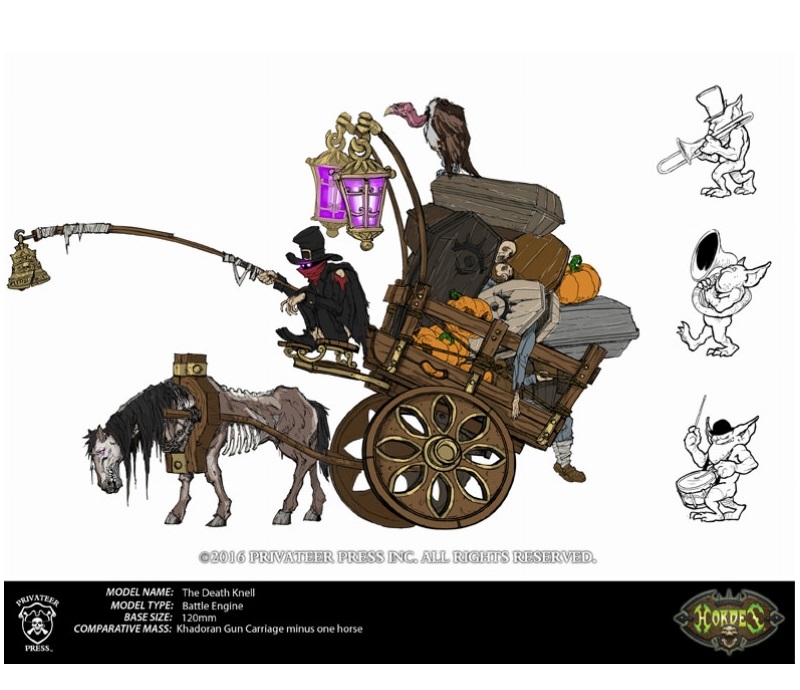 ©2016 PRIVATEER PRESS INC. ALL RIGHTS RESERVED.
PRIVATEER
PRESS
MODEL NAME: The Death Knell
MODEL TYPE: Battle Engine
BASE SIZE: 120mm
COMPARATIVE MASS: Khadoran Gun Carriage minus one horse
HORDES